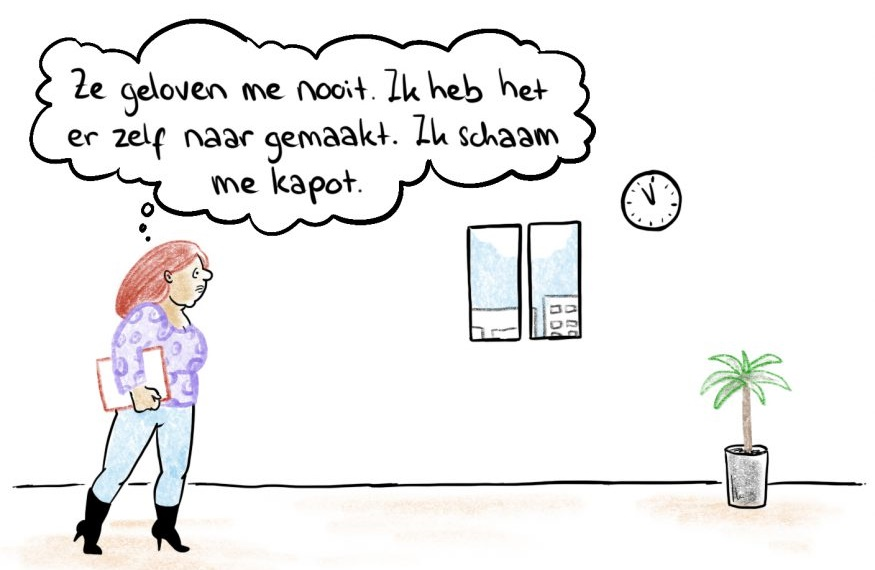 Ze geloven me nooit. Ik heb het
er zelf naar gemaakt. Ik schaam
me kapot.